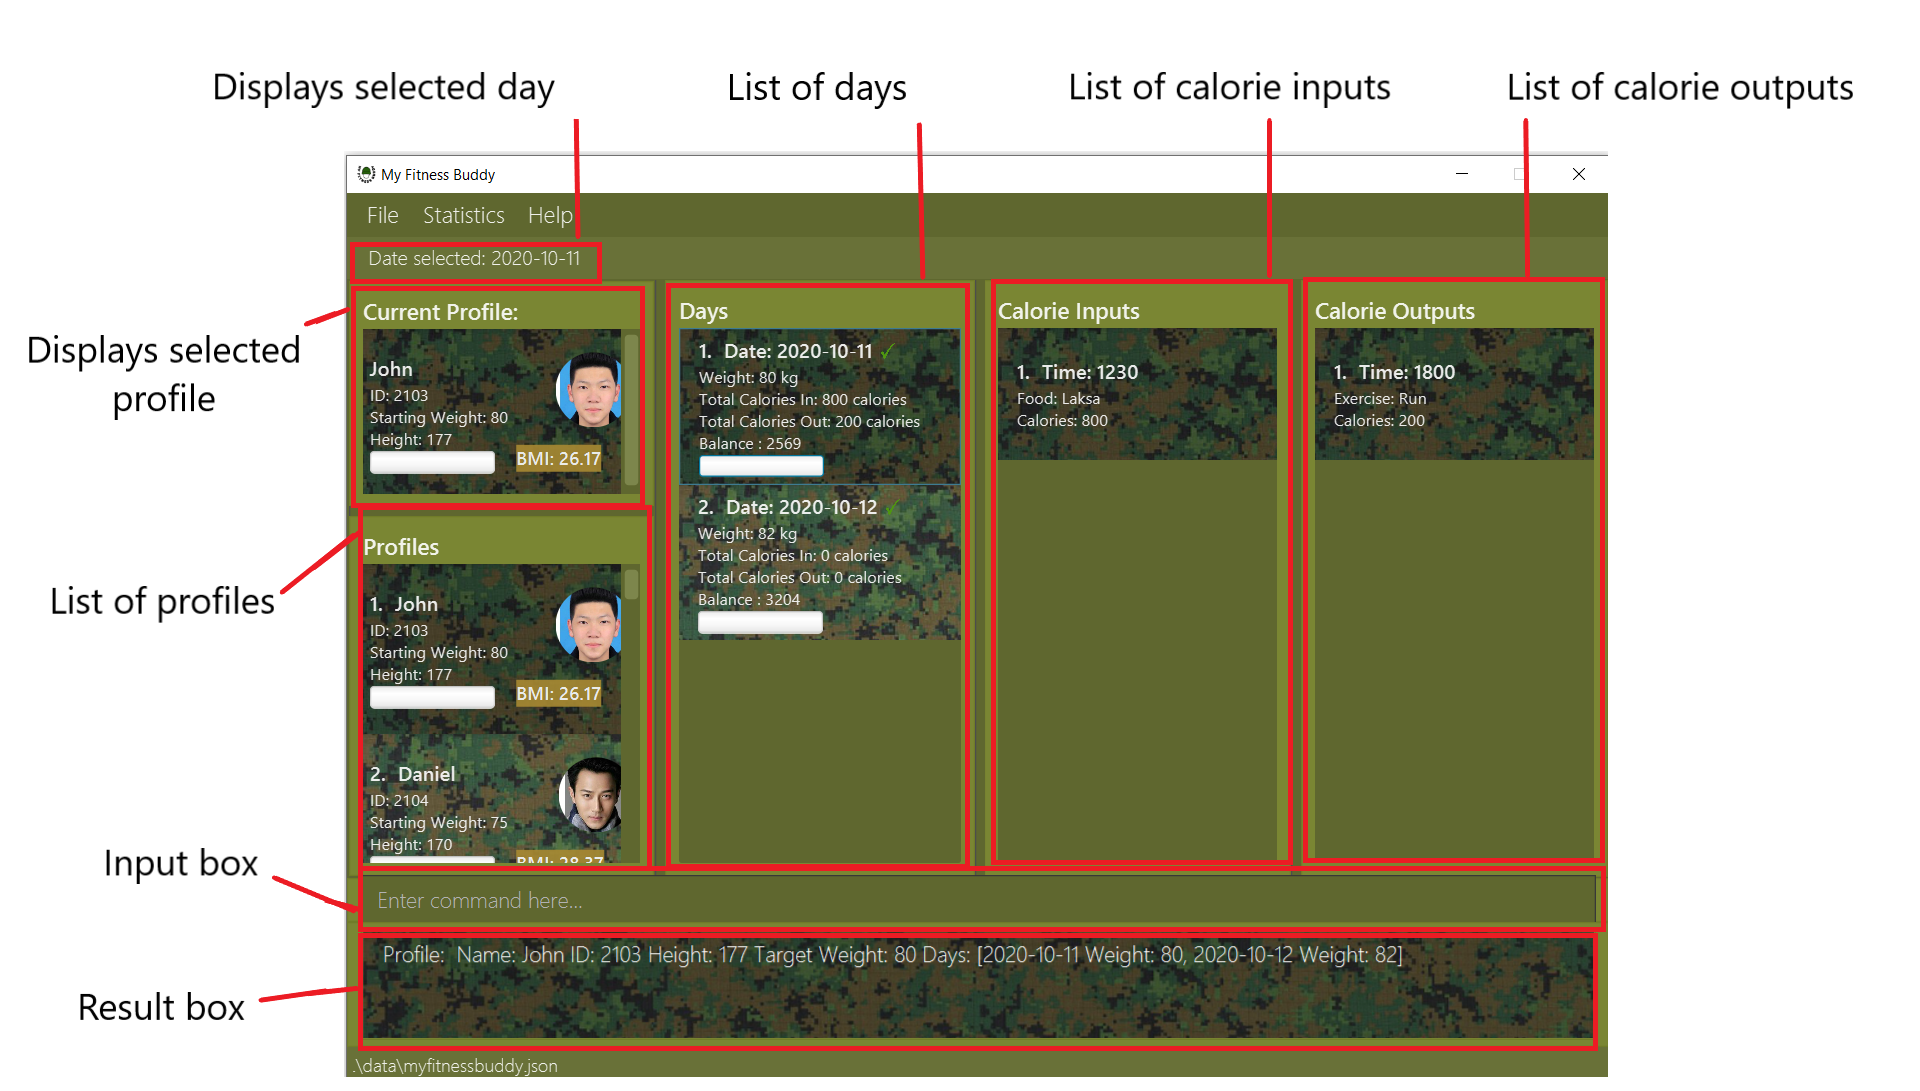 Displays selected day
List of days
List of calorie inputs
List of calorie outputs
My Fitness Buddy
File Statistics Help
Date selected: 2020-10-11
Displays selected
profile
Current Profile:
John
ID: 2103
Starting Weight: 80
Height: 177
BMI: 26.17
List of profiles
Profiles
1. John
ID: 2103
Starting Weight: 80
Height: 177
BMI: 26.17
2. Daniel
ID: 2104
Starting Weight: 75
Height: 170
BMI: 28.37
Days
1. Date: 2020-10-11 ✓
Weight: 80 kg
Total Calories In: 800 calories
Total Calories Out: 200 calories
Balance : 2569
2. Date: 2020-10-12 ✓
Weight: 82 kg
Total Calories In: 0 calories
Total Calories Out: 0 calories
Balance : 3204
Calorie Inputs
1. Time: 1230
Food: Laksa
Calories: 800
Calorie Outputs
1. Time: 1800
Exercise: Run
Calories: 200
Input box
Enter command here...
Result box
Profile: Name: John ID: 2103 Height: 177 Target Weight: 80 Days: [2020-10-11 Weight: 80, 2020-10-12 Weight: 82]
.\data\myfitnessbuddy.json